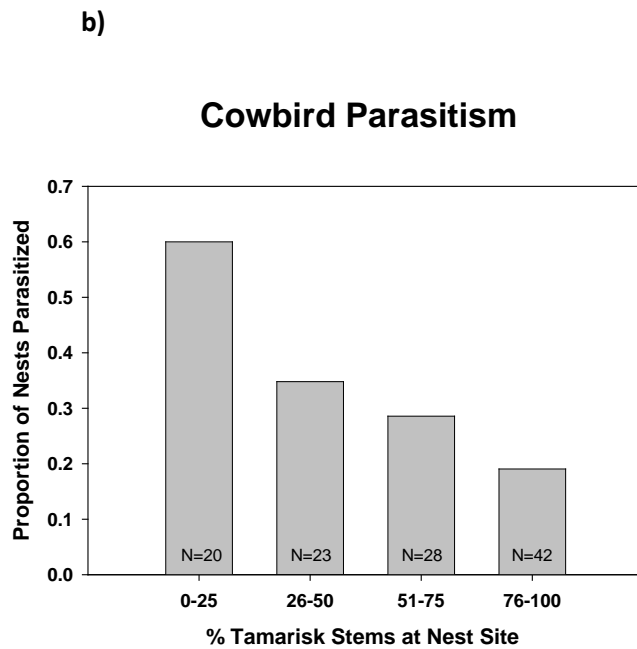 b)
Cowbird Parasitism
Proportion of Nests Parasitized
0.7
0.6
0.5
0.4
0.3
0.2
0.1
0.0
N=20 N=23 N=28 N=42
0-25 26-50 51-75 76-100
% Tamarisk Stems at Nest Site